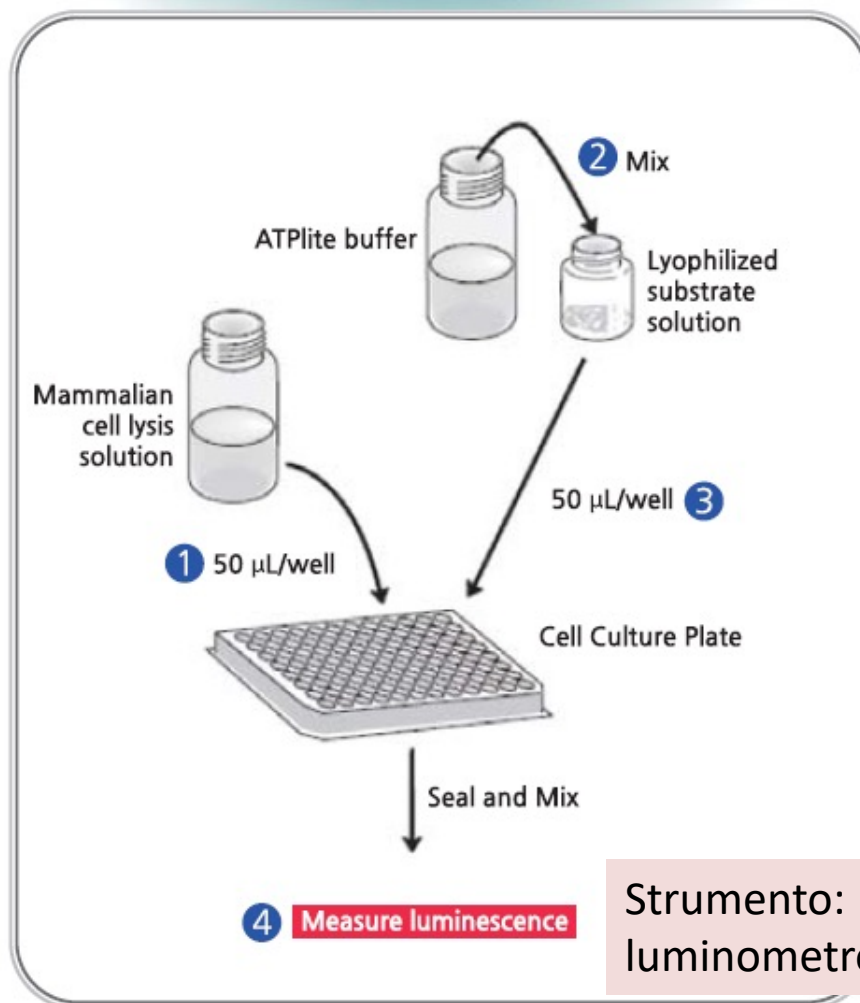 2 Mix
ATPlite buffer
Lyophilized
substrate
solution
Mammalian
cell lysis
solution
50 µL/well 3
1 50 µL/well
Cell Culture Plate
Seal and Mix
4 Measure luminescence
Strumento:
luminometro